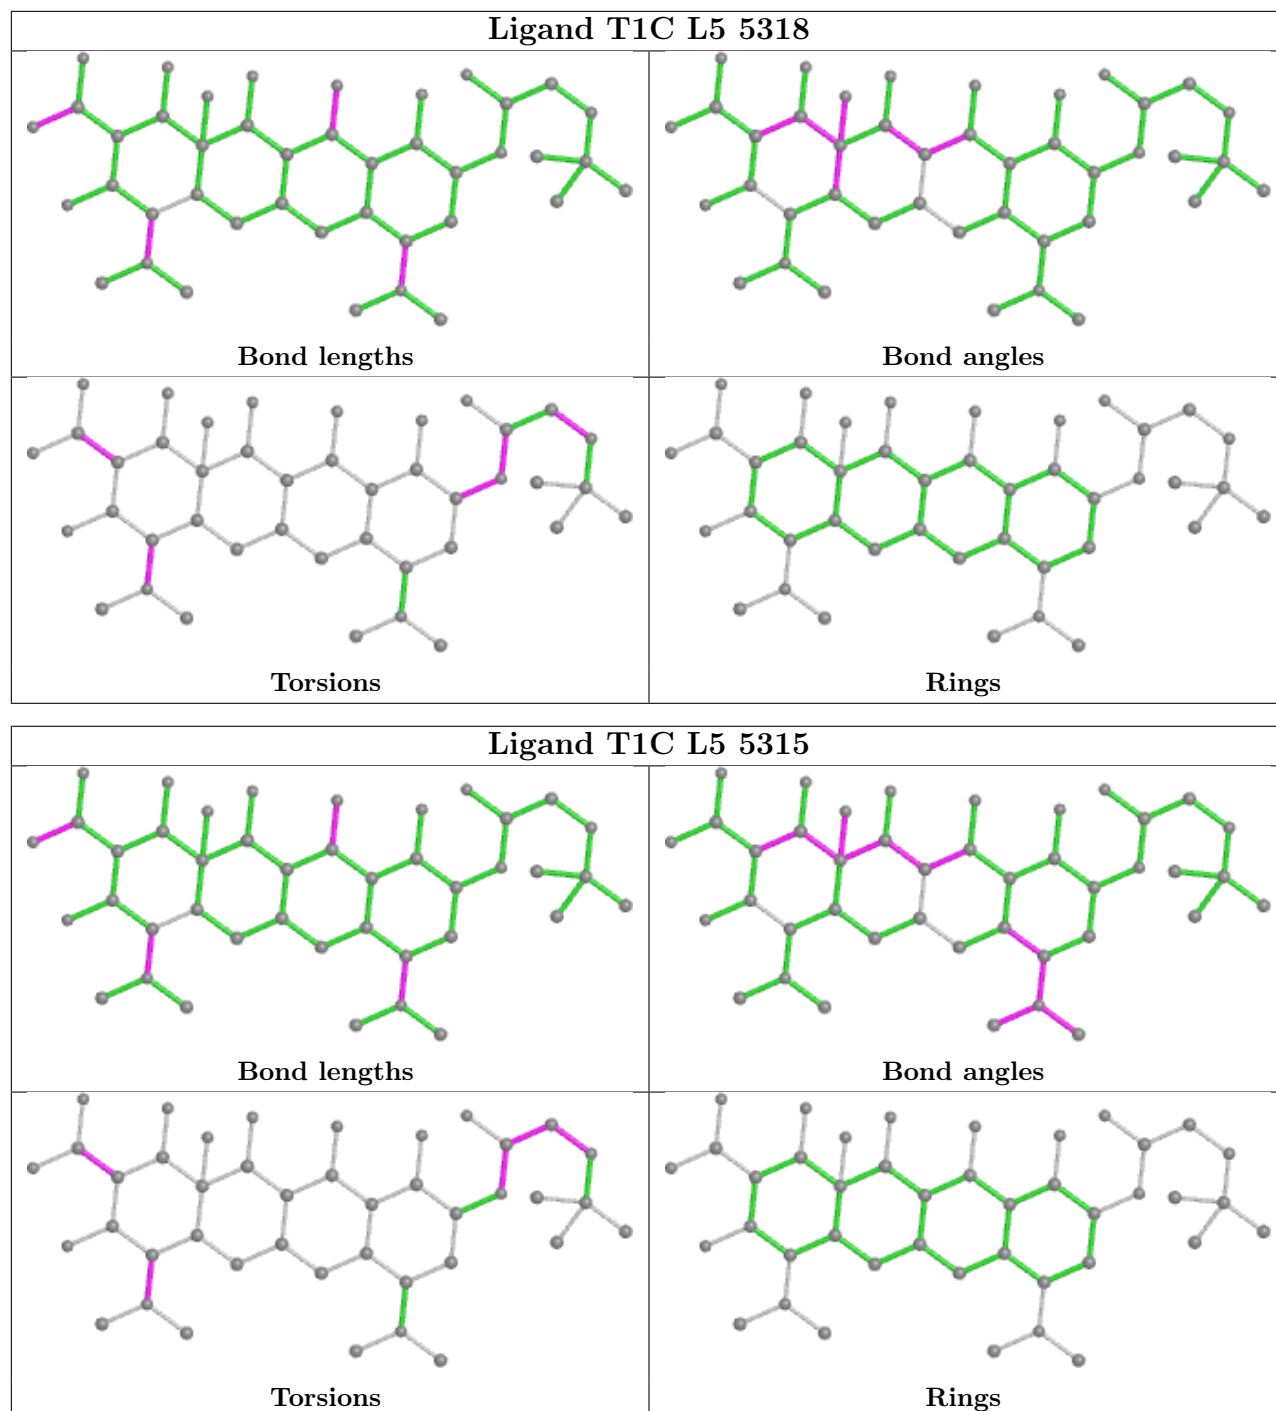 Ligand T1C L5 5318
Bond lengths
Bond angles
Torsions
Rings
Ligand T1C L5 5315
Bond lengths
Bond angles
Torsions
Rings